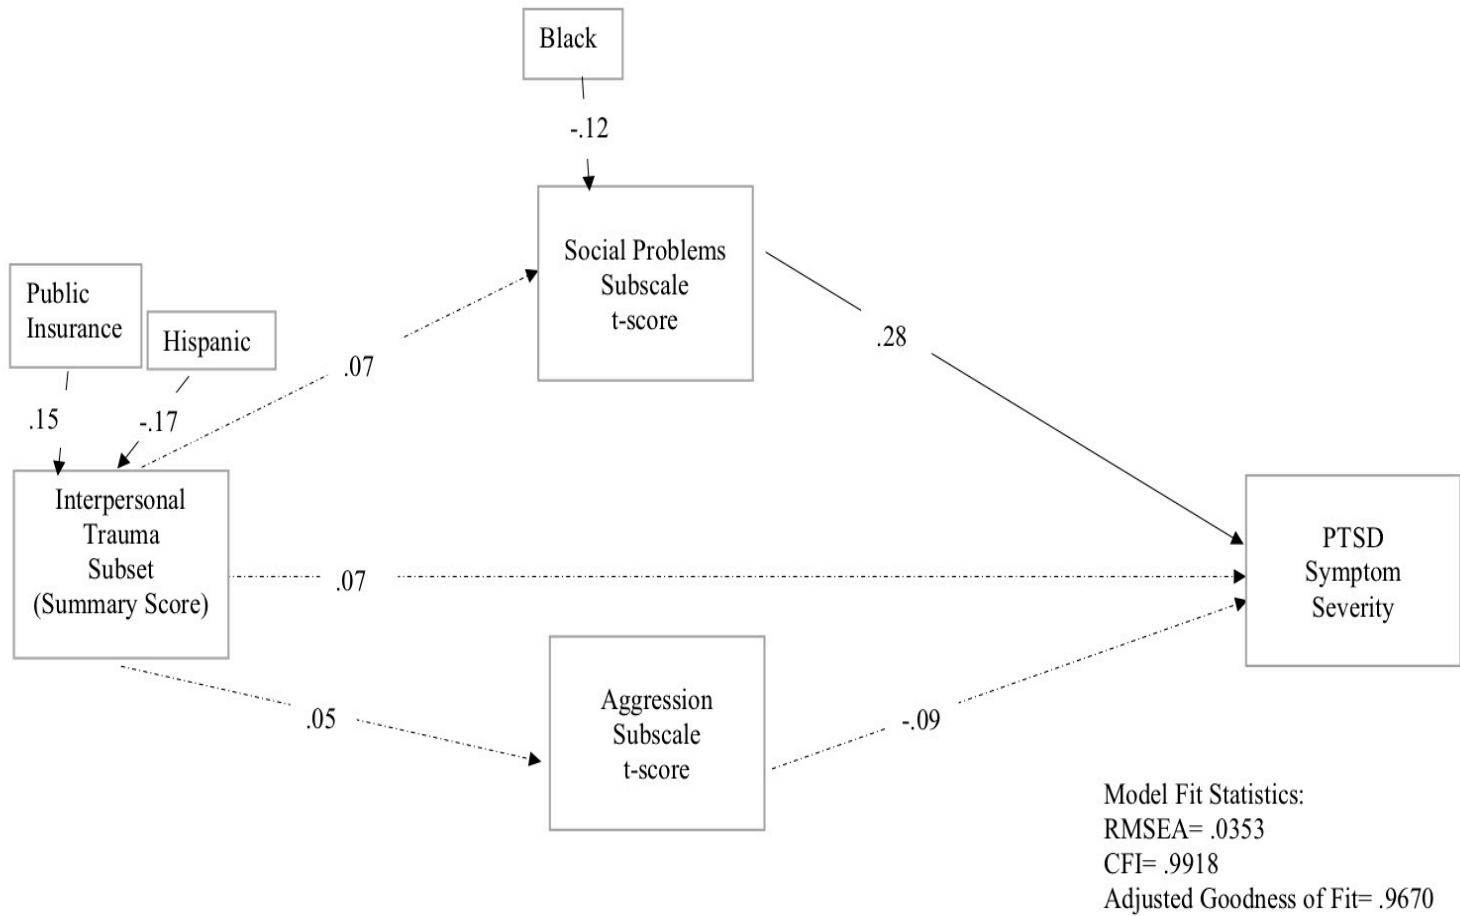 Black
-.12
Social Problems
Subscale
t-score
Public
Insurance
Hispanic
.07
.28
.15
-.17
Interpersonal
Trauma
Subset
(Summary Score)
.07
PTSD
Symptom
Severity
.05
Aggression
Subscale
t-score
-.09
Model Fit Statistics:
RMSEA= .0353
CFI= .9918
Adjusted Goodness of Fit= .9670